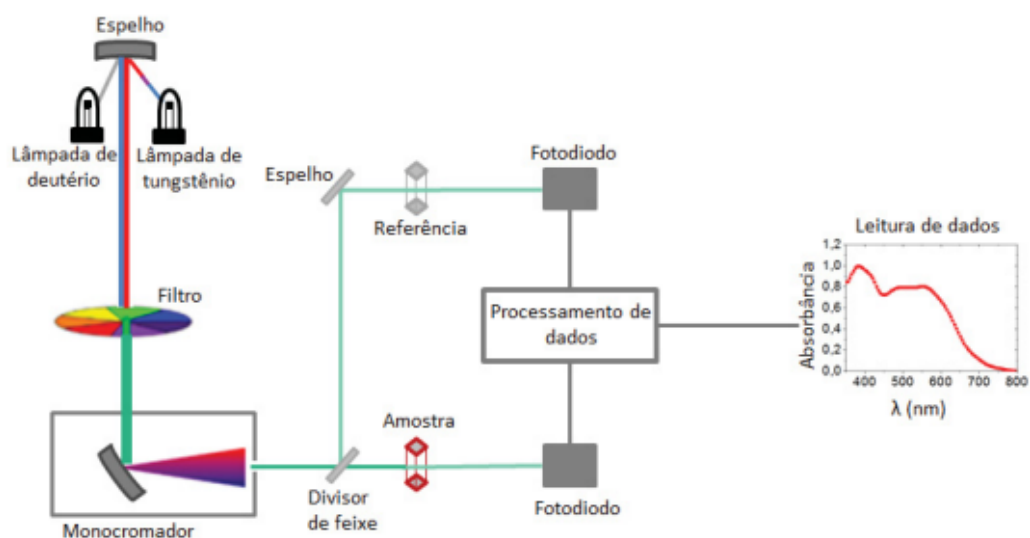 Espelho
Lâmpada de
deutério
Lâmpada de
tungstênio
Filtro
Monocromador
Espelho
Referência
Fotodiodo
Processamento de
dados
Amostra
Divisor
de feixe
Fotodiodo
Leitura de dados
Absorbância
1,2
1,0
0,8
0,6
0,4
0,2
0,0
400 500 600 700 800
λ (nm)